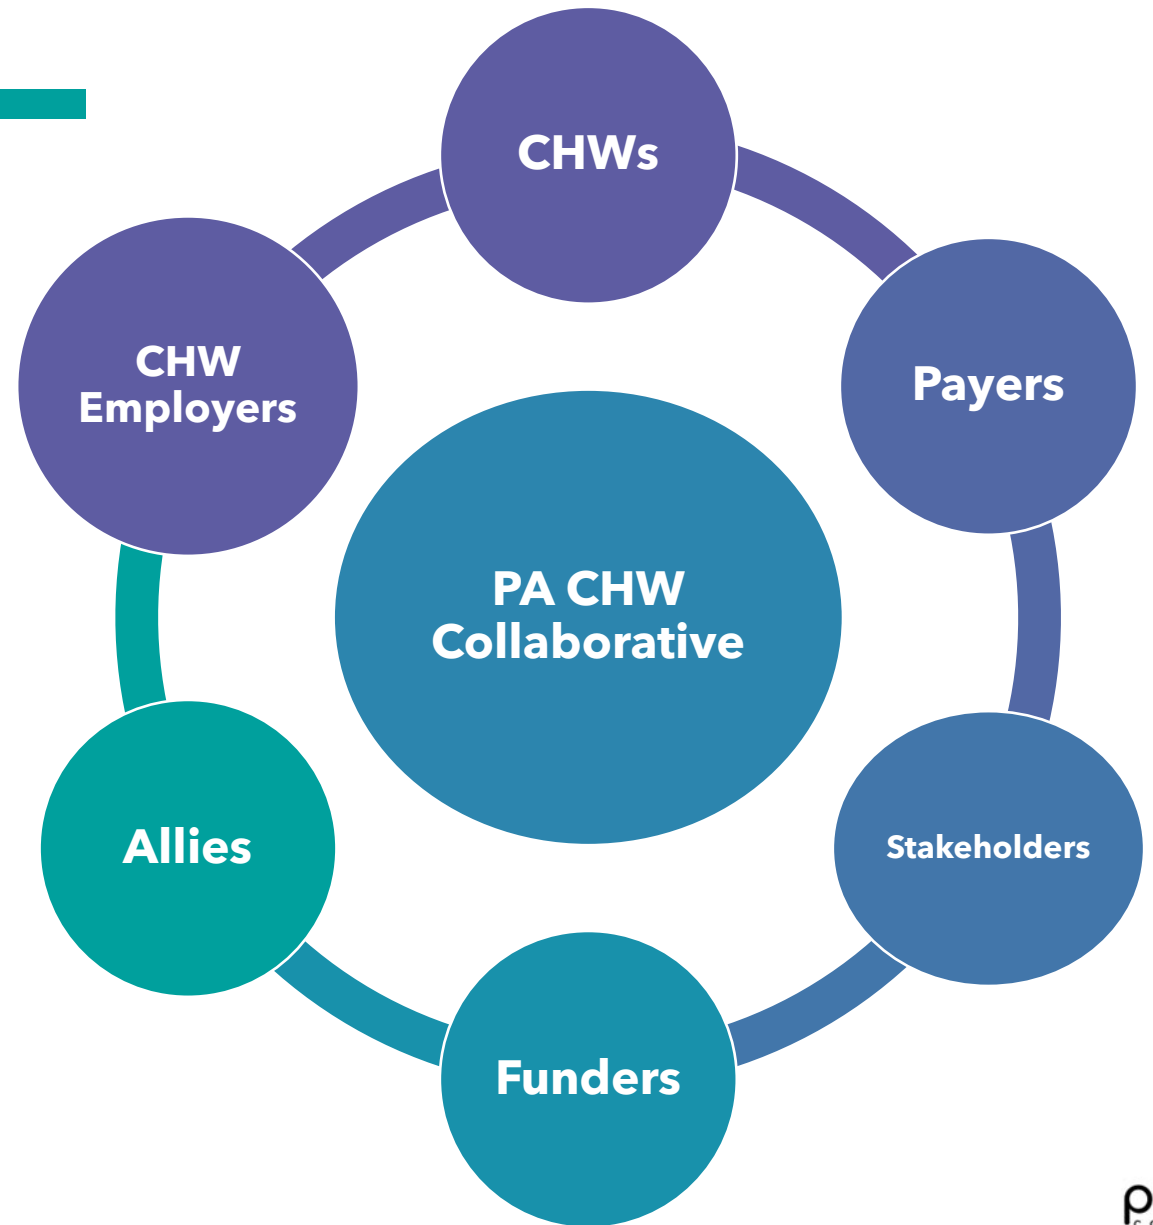 CHWs
CHW
Employers
Payers
PA CHW
Collaborative
Allies
Stakeholders
Funders